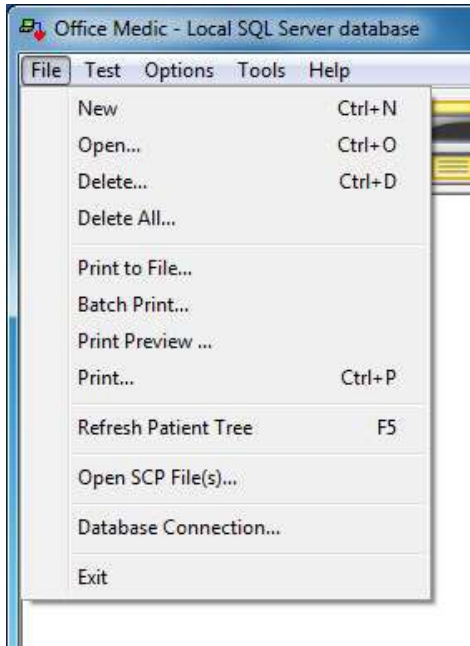 Office Medic - Local SQL Server database
File Test Options Tools Help
New Ctrl+N
Open... Ctrl+O
Delete... Ctrl+D
Delete All...
Print to File...
Batch Print...
Print Preview ...
Print... Ctrl+P
Refresh Patient Tree F5
Open SCP File(s)...
Database Connection...
Exit